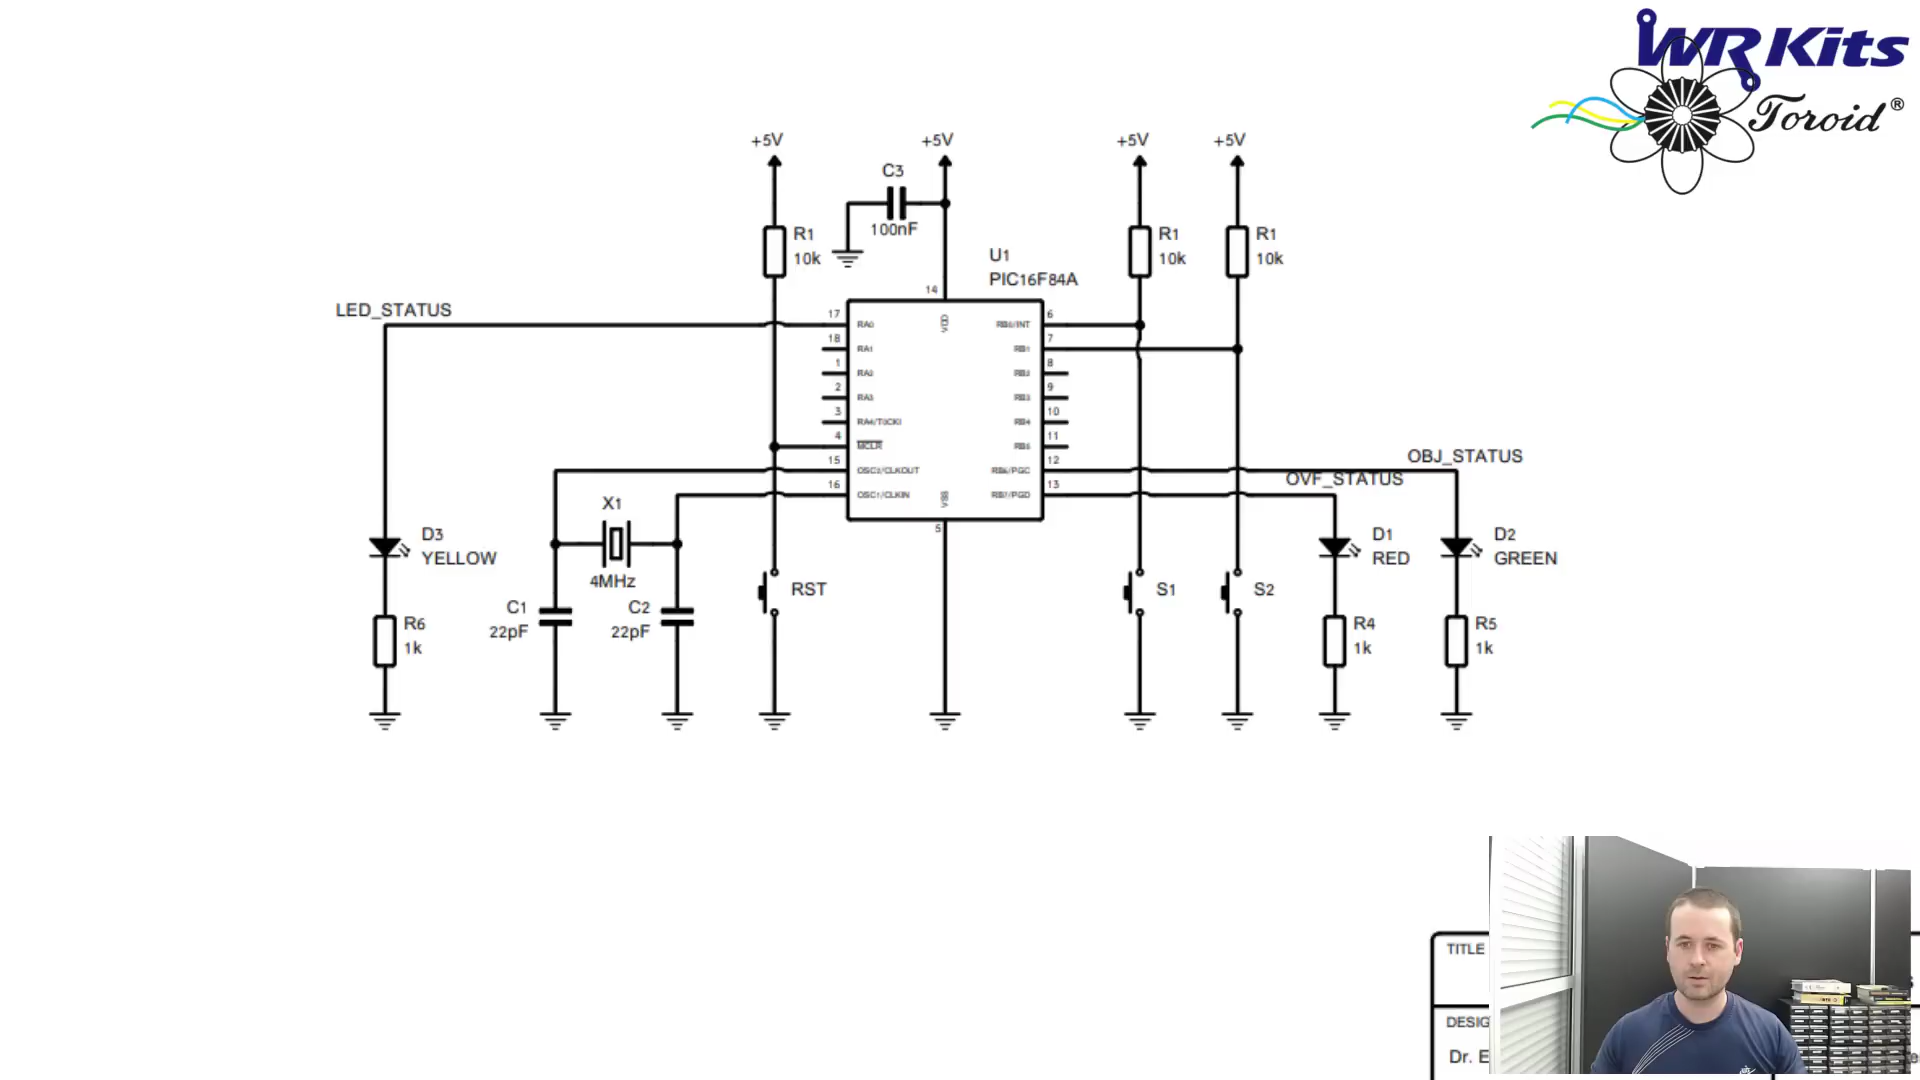 WR Kits
Toroid®
+5V
+5V
+5V
+5V
C3
100nF
R1
10k
R1
10k
R1
10k
U1
PIC16F84A
LED_STATUS
14
17
RA0
18
RA1
1
RA2
2
RA3
3
RA4/T0CKI
4
MCLR
15
OSC2/CLKOUT
16
OSC1/CLKIN
VDD
VSS
5
6
RB0/INT
7
RB1
8
RB2
9
RB3
10
RB4
11
RB5
12
RB6/PGC
13
RB7/PGD
OBJ_STATUS
OVF_STATUS
D3
YELLOW
X1
4MHz
C1
22pF
C2
22pF
R6
1k
RST
S1
S2
D1
RED
D2
GREEN
R4
1k
R5
1k
TITLE
DESIG
Dr. E